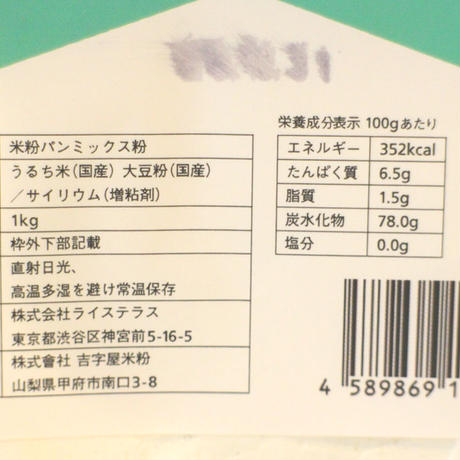 米粉パンミックス粉
うるち米(国産) 大豆粉(国産)
/サイリウム(増粘剤)
1kg
枠外下部記載
直射日光、
高温多湿を避け常温保存
株式会社ライステラス
東京都渋谷区神宮前5-16-5
株式會社 吉字屋米粉
山梨県甲府市南口3-8
栄養成分表示 100gあたり
エネルギー 352kcal
たんぱく質 6.5g
脂質 1.5g
炭水化物 78.0g
塩分 0.0g
4 589869 1